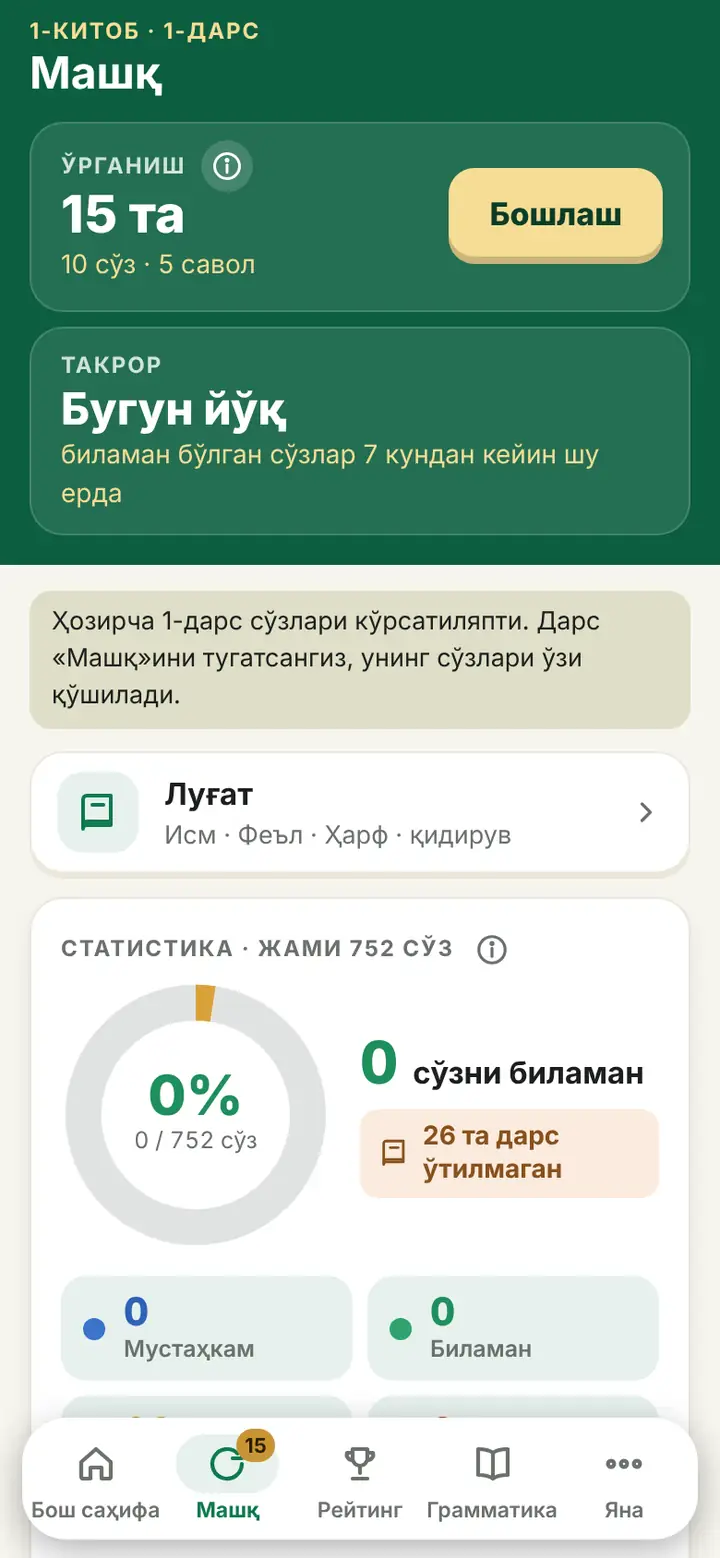 1-КИТОБ · 1-ДАРС
Машқ
ЎРГАНИШ
15 та
10 сўз · 5 савол
Бошлаш
ТАКРОР
Бугун йўқ
биламан бўлган сўзлар 7 кундан кейин шу
ерда
Ҳозирча 1-дарс сўзлари кўрсатиляпти. Дарс
«Машқ»ини тугатсангиз, унинг сўзлари ўзи
қўшилади.
Луғат
Исм · Феъл · Ҳарф · қидирув
СТАТИСТИКА · ЖАМИ 752 СЎЗ
0%
0 / 752 сўз
0 сўзни биламан
26 та дарс
ўтилмаган
0
Мустаҳкам
0
Биламан
15
Бош саҳифа
Машқ
Рейтинг
Грамматика
Яна